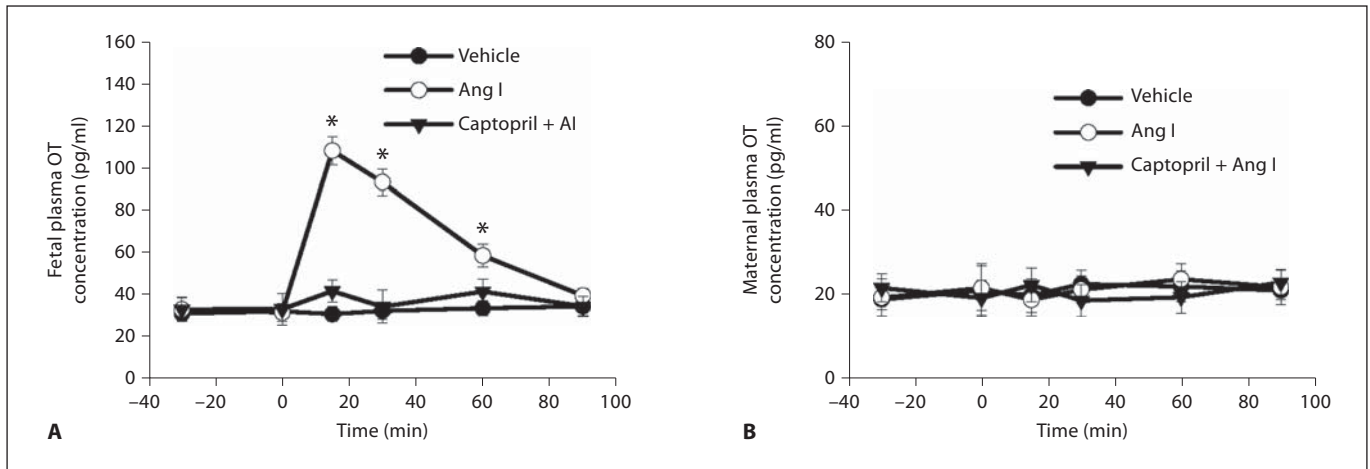 160
140
120
100
80
60
40
20
0
Fetal plasma OT
concentration (pg/ml)
Vehicle
Ang I
Captopril + AI
*
*
*
–40
–20
0
20
40
60
80
100
Time (min)
A
80
60
40
20
0
Maternal plasma OT
concentration (pg/ml)
Vehicle
Ang I
Captopril + Ang I
–40
–20
0
20
40
60
80
100
Time (min)
B